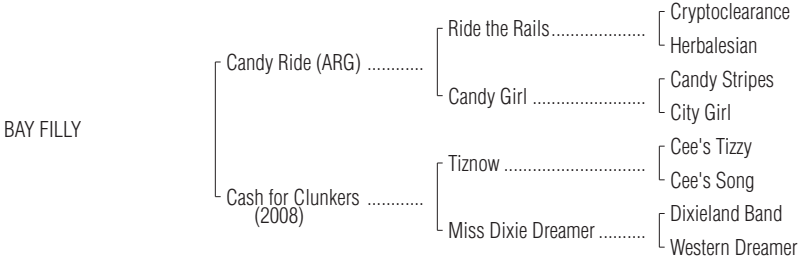 Cryptoclearance
Ride the Rails.....................
Herbalesian
Candy Ride (ARG) ............
Candy Stripes
Candy Girl .........................
City Girl
BAY FILLY
Cee's Tizzy
Tiznow ...............................
Cee's Song
Cash for Clunkers ............
(2008)
Dixieland Band
Miss Dixie Dreamer ..........
Western Dreamer